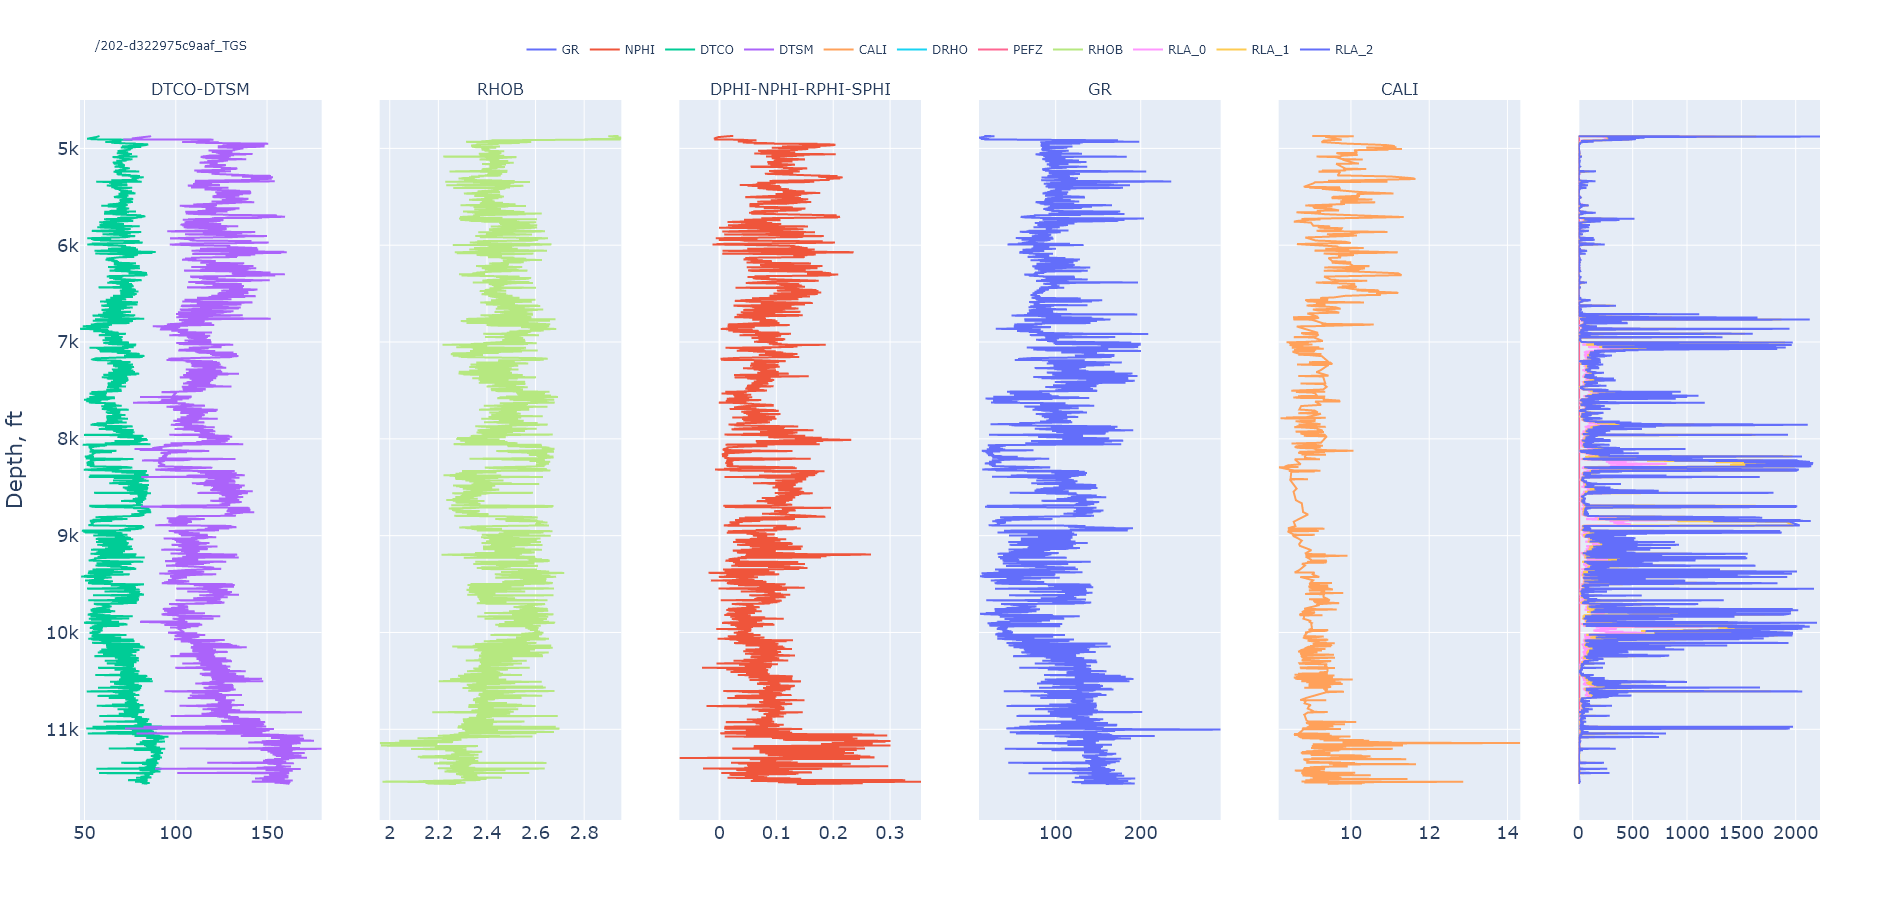 /202-d322975c9aaf_TGS
GR NPHI DTCO DTSM CALI DRHO PEFZ RHOB RLA_0 RLA_1 RLA_2
DTCO-DTSM RHOB DPHI-NPHI-RPHI-SPHI GR CALI
5k
6k
7k
8k
9k
10k
11k
Depth, ft
50 100 150 2 2.2 2.4 2.6 2.8 0 0.1 0.2 0.3 100 200 10 12 14 0 500 1000 1500 2000